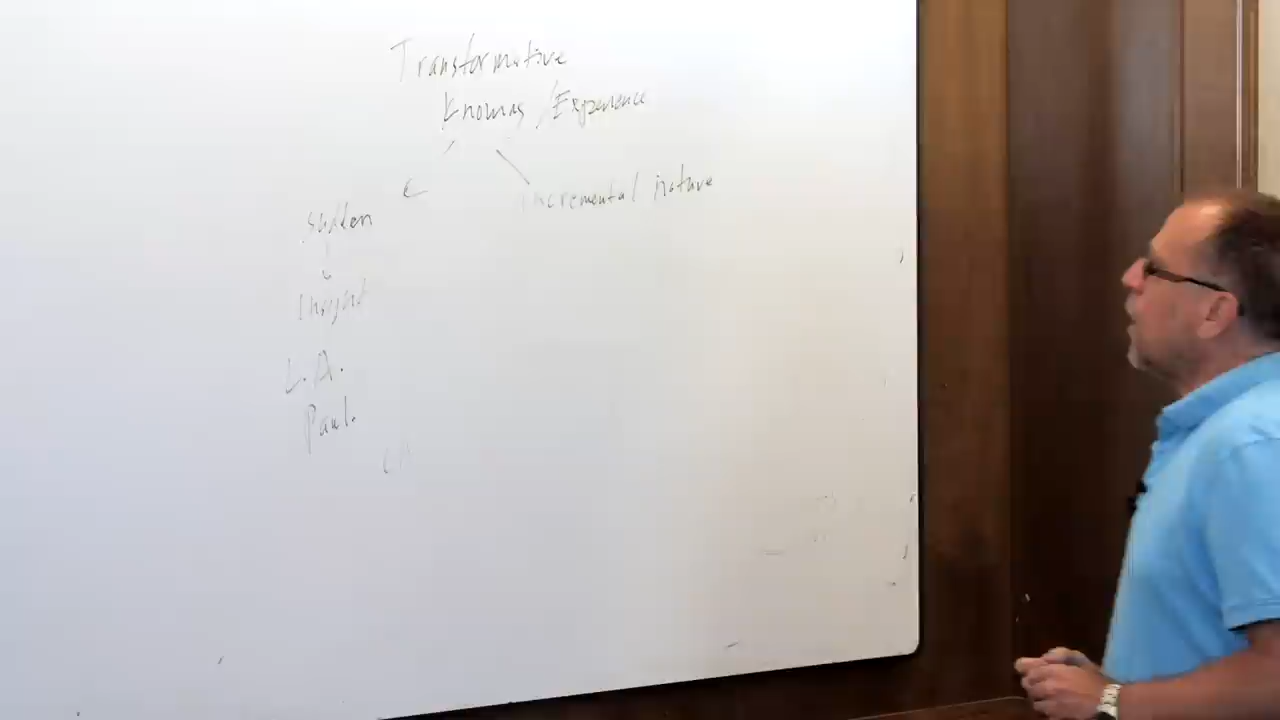 Transformative
Knowing /Experience
incremental nature
sudden
Insight
L.A.
Paul.